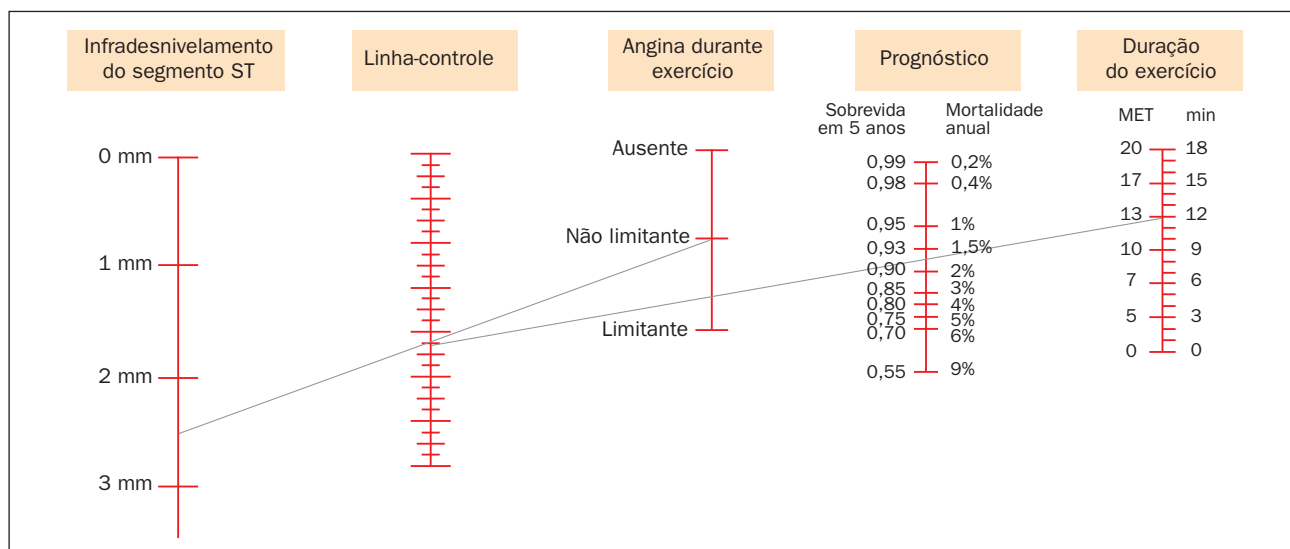 Infradesnivelamento
do segmento ST
Linha-controle
Angina durante
exercício
Prognóstico
Duração
do exercício
0 mm
1 mm
2 mm
3 mm
Ausente
Não limitante
Limitante
Sobrevida
em 5 anos
Mortalidade
anual
0,99 0,2%
0,98 0,4%
0,95 1%
0,93 1,5%
0,90 2%
0,85 3%
0,80 4%
0,75 5%
0,70 6%
0,55 9%
MET min
20 18
17 15
13 12
10 9
7 6
5 3
0 0